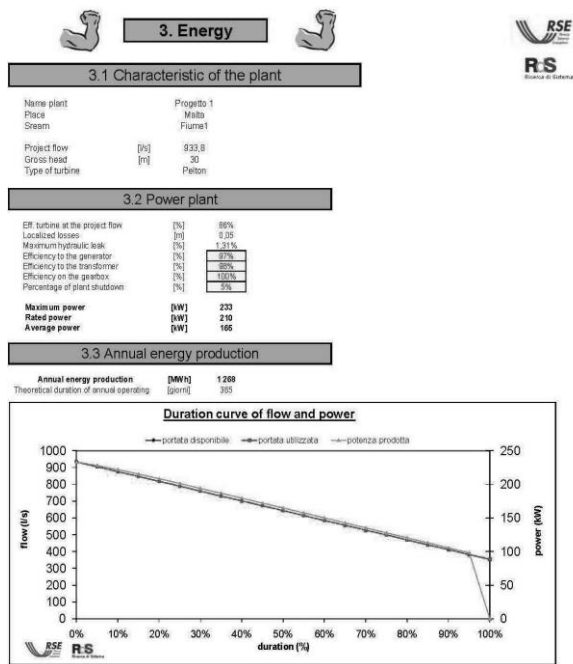 3. Energy
RSE
RdS
Ricerca di Sistema
3.1 Characteristic of the plant
Name plant Progetto 1
Place Malta
Sream Fiume1
Project flow [l/s] 933,8
Gross head [m] 30
Type of turbine Pelton
3.2 Power plant
Eff. turbine at the project flow [%] 86%
Localized losses [m] 0,05
Maximum hydraulic leak [%] 1,31%
Efficiency to the generator [%] 97%
Efficiency to the transformer [%] 98%
Efficiency on the gearbox [%] 100%
Percentage of plant shutdown [%] 5%
Maximum power [kW] 233
Rated power [kW] 210
Average power [kW] 165
3.3 Annual energy production
Annual energy production [MWh] 1 268
Theoretical duration of annual operating [giorni] 365
Duration curve of flow and power
portata disponibile portata utilizzata potenza prodotta
1000 250
900
800 200
700
600 150
500
400 100
300
200 50
100
0 0
flow (l/s)
power (kW)
0% 10% 20% 30% 40% 50% 60% 70% 80% 90% 100%
duration (%)
RSE RdS